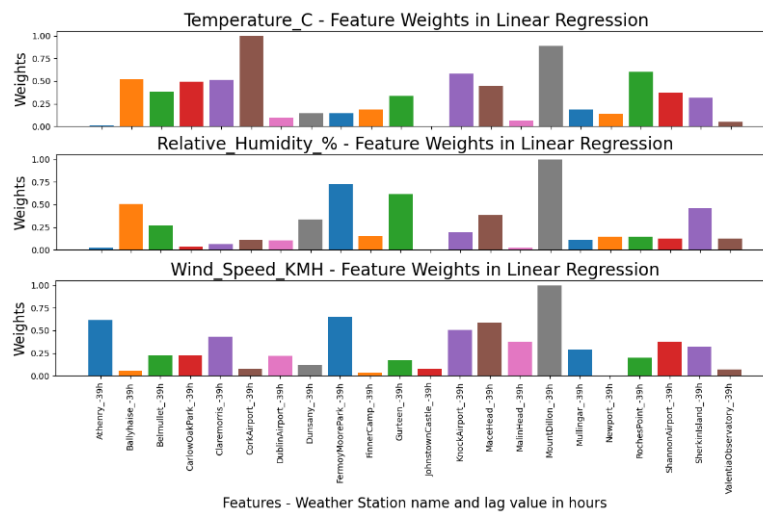 Temperature_C - Feature Weights in Linear Regression
Weights
1.00
0.75
0.50
0.25
0.00
Relative_Humidity_% - Feature Weights in Linear Regression
Weights
1.00
0.75
0.50
0.25
0.00
Wind_Speed_KMH - Feature Weights in Linear Regression
Weights
1.00
0.75
0.50
0.25
0.00
Athenry_-39h
Ballyhaise_-39h
Belmullet_-39h
CarlowOakPark_-39h
Claremorris_-39h
CorkAirport_-39h
DublinAirport_-39h
Dunsany_-39h
FermoyMoorePark_-39h
FinnerCamp_-39h
Gurteen_-39h
JohnstownCastle_-39h
KnockAirport_-39h
MaceHead_-39h
MalinHead_-39h
MountDillon_-39h
Mullingar_-39h
Newport_-39h
RochesPoint_-39h
ShannonAirport_-39h
SherkinIsland_-39h
ValentiaObservatory_-39h
Features - Weather Station name and lag value in hours